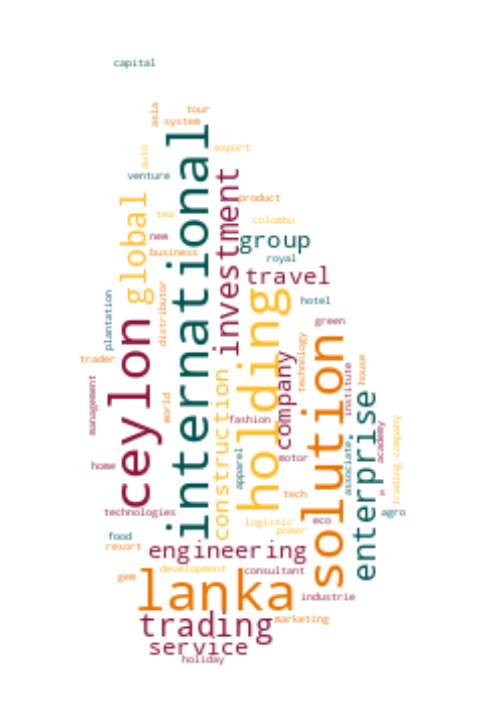 capital
asia
tour
system
international
auto
export
venture
investment
global
product
tea
colombo
new
group
business
royal
travel
distributor
holding
plantation
hotel
ceylon
green
solution
technology
trader
company
house
institute
construction
management
world
enterprise
fashion
trading company
academy
associate
apparel
motor
home
tech
technologies
agro
logistic
eco
power
food
resort
engineering
development
consultant
gem
lanka
industrie
trading
marketing
service
holiday